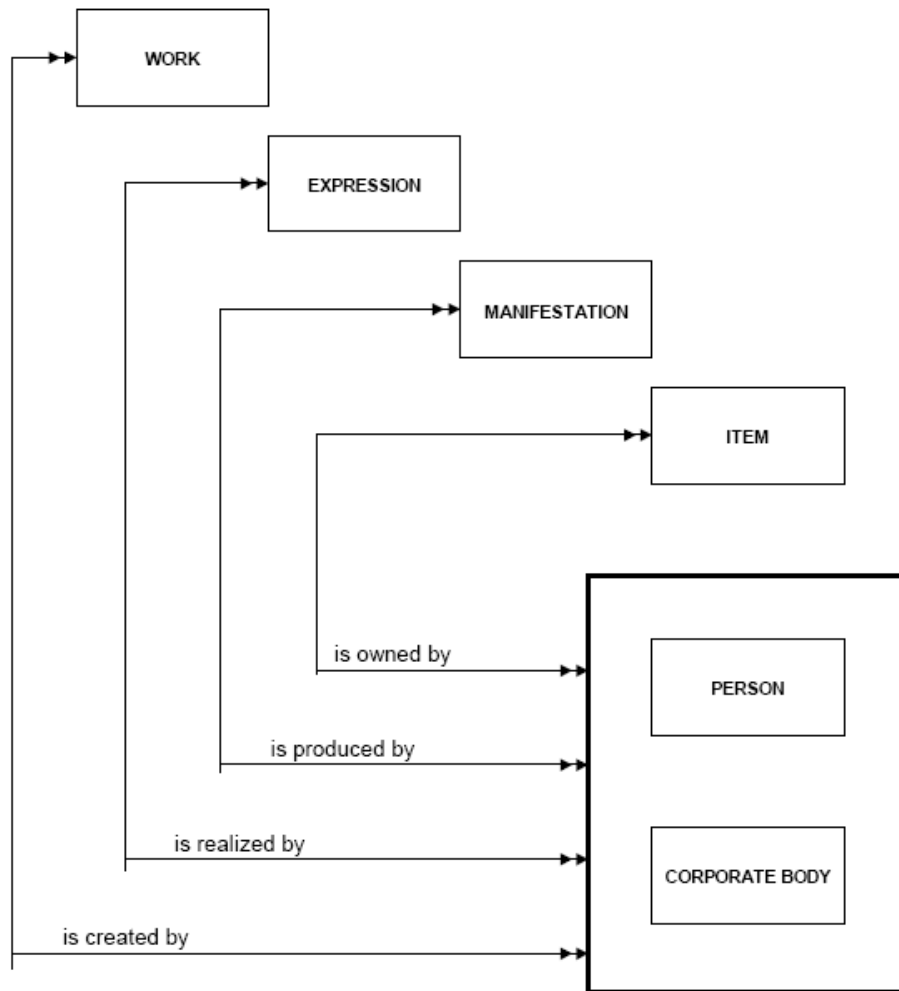 WORK
EXPRESSION
MANIFESTATION
ITEM
is owned by
PERSON
is produced by
is realized by
CORPORATE BODY
is created by